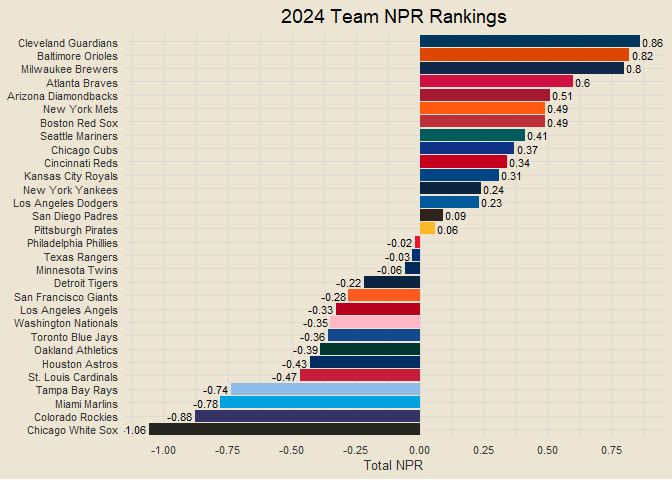 2024 Team NPR Rankings
Cleveland Guardians 0.86
Baltimore Orioles 0.82
Milwaukee Brewers 0.8
Atlanta Braves 0.6
Arizona Diamondbacks 0.51
New York Mets 0.49
Boston Red Sox 0.49
Seattle Mariners 0.41
Chicago Cubs 0.37
Cincinnati Reds 0.34
Kansas City Royals 0.31
New York Yankees 0.24
Los Angeles Dodgers 0.23
San Diego Padres 0.09
Pittsburgh Pirates 0.06
Philadelphia Phillies -0.02
Texas Rangers -0.03
Minnesota Twins -0.06
Detroit Tigers -0.22
San Francisco Giants -0.28
Los Angeles Angels -0.33
Washington Nationals -0.35
Toronto Blue Jays -0.36
Oakland Athletics -0.39
Houston Astros -0.43
St. Louis Cardinals -0.47
Tampa Bay Rays -0.74
Miami Marlins -0.78
Colorado Rockies -0.88
Chicago White Sox -1.06
-1.00 -0.75 -0.50 -0.25 0.00 0.25 0.50 0.75
Total NPR